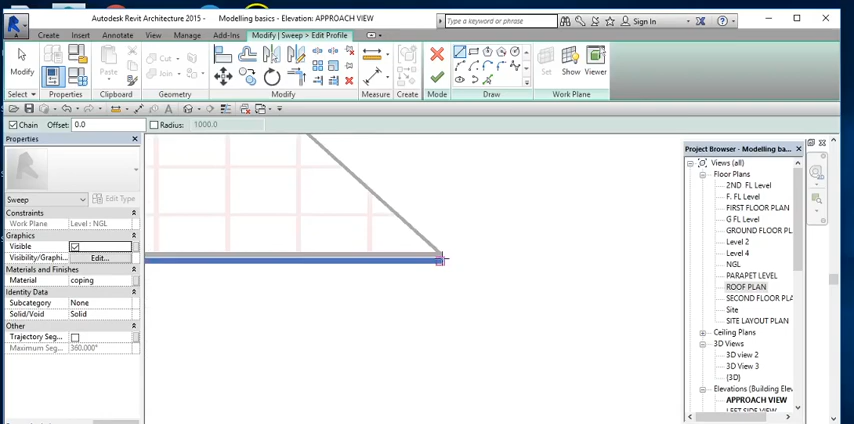 Autodesk Revit Architecture 2015 - Modelling basics - Elevation: APPROACH VIEW
Type a keyword or phrase
Sign In
Create
Insert
Annotate
View
Manage
Add-Ins
Modify | Sweep > Edit Profile
Modify
Paste
Cut
Join
Set
Show
Viewer
Select
Properties
Clipboard
Geometry
Modify
Measure
Create
Mode
Draw
Work Plane
Chain
Offset: 0.0
Radius: 1000.0
Properties
Sweep
Edit Type
Constraints
Work Plane
Level : NGL
Graphics
Visible
Visibility/Graphi...
Edit...
Materials and Finishes
Material
coping
Identity Data
Subcategory
None
Solid/Void
Solid
Other
Trajectory Seg...
Maximum Seg...
360.000°
Project Browser - Modelling ba...
Views (all)
Floor Plans
2ND FL Level
F. FL Level
FIRST FLOOR PL
G FL Level
GROUND FLOOR PL
Level 2
Level 4
NGL
PARAPET LEVEL
ROOF PLAN
SECOND FLOOR PLA
Site
SITE LAYOUT PLAN
Ceiling Plans
3D Views
3D view 2
3D View 3
{3D}
Elevations (Building Ele
APPROACH VIEW
LEFT SIDE VIEW